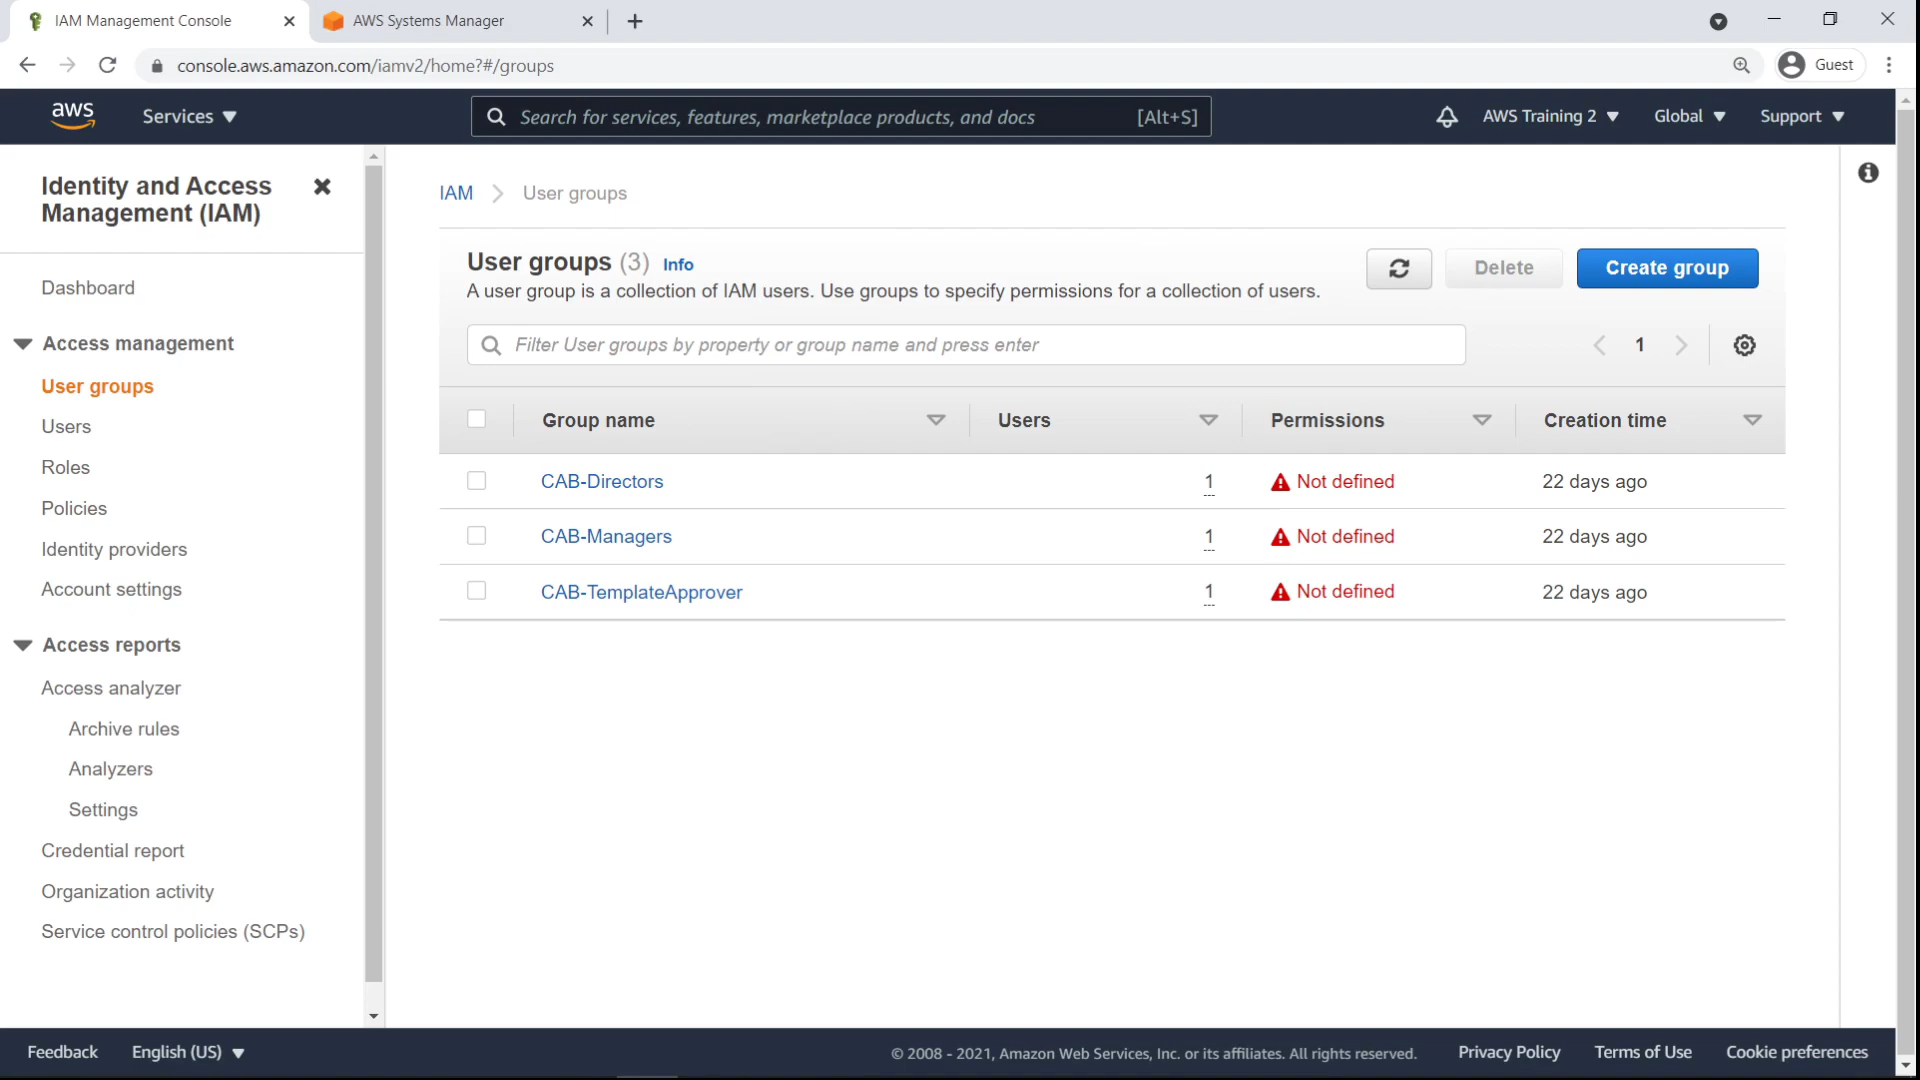 IAM Management Console
AWS Systems Manager
console.aws.amazon.com/iamv2/home?#/groups
Guest
aws
Services
Search for services, features, marketplace products, and docs
[Alt+S]
AWS Training 2
Global
Support
Identity and Access
Management (IAM)
Dashboard
Access management
User groups
Users
Roles
Policies
Identity providers
Account settings
Access reports
Access analyzer
Archive rules
Analyzers
Settings
Credential report
Organization activity
Service control policies (SCPs)
IAM
User groups
User groups (3) Info
A user group is a collection of IAM users. Use groups to specify permissions for a collection of users.
Delete
Create group
Filter User groups by property or group name and press enter
1
Group name Users Permissions Creation time
CAB-Directors 1 Not defined 22 days ago
CAB-Managers 1 Not defined 22 days ago
CAB-TemplateApprover 1 Not defined 22 days ago
Feedback
English (US)
© 2008 - 2021, Amazon Web Services, Inc. or its affiliates. All rights reserved.
Privacy Policy
Terms of Use
Cookie preferences